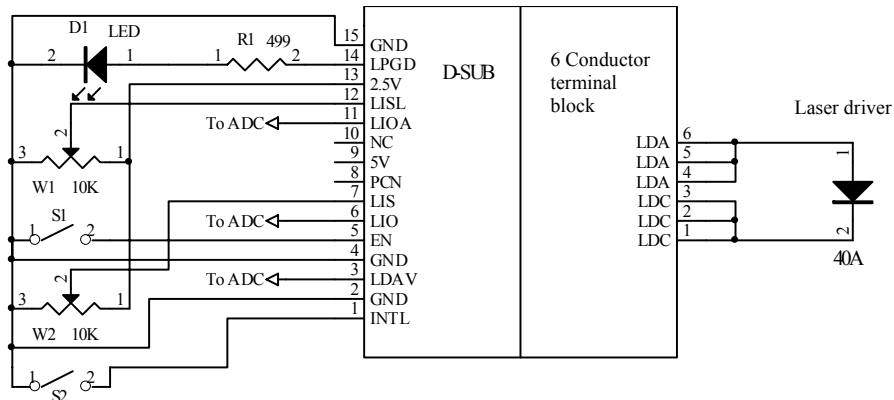 D1 LED
R1 499
2 1 1 2
15 GND
14 LPGD
13 2.5V
12 LISL
11 LIOA
10 NC
9 5V
8 PCN
7 LIS
6 LIO
5 EN
4 GND
3 LDAV
2 GND
1 INTL
D-SUB
6 Conductor
terminal
block
Laser driver
LDA 6
LDA 5
LDA 4
LDC 3
LDC 2
LDC 1
1
2
40A
To ADC
2
3 1
W1 10K
S1
1 2
To ADC
2
To ADC
3 1
W2 10K
1 2
S2